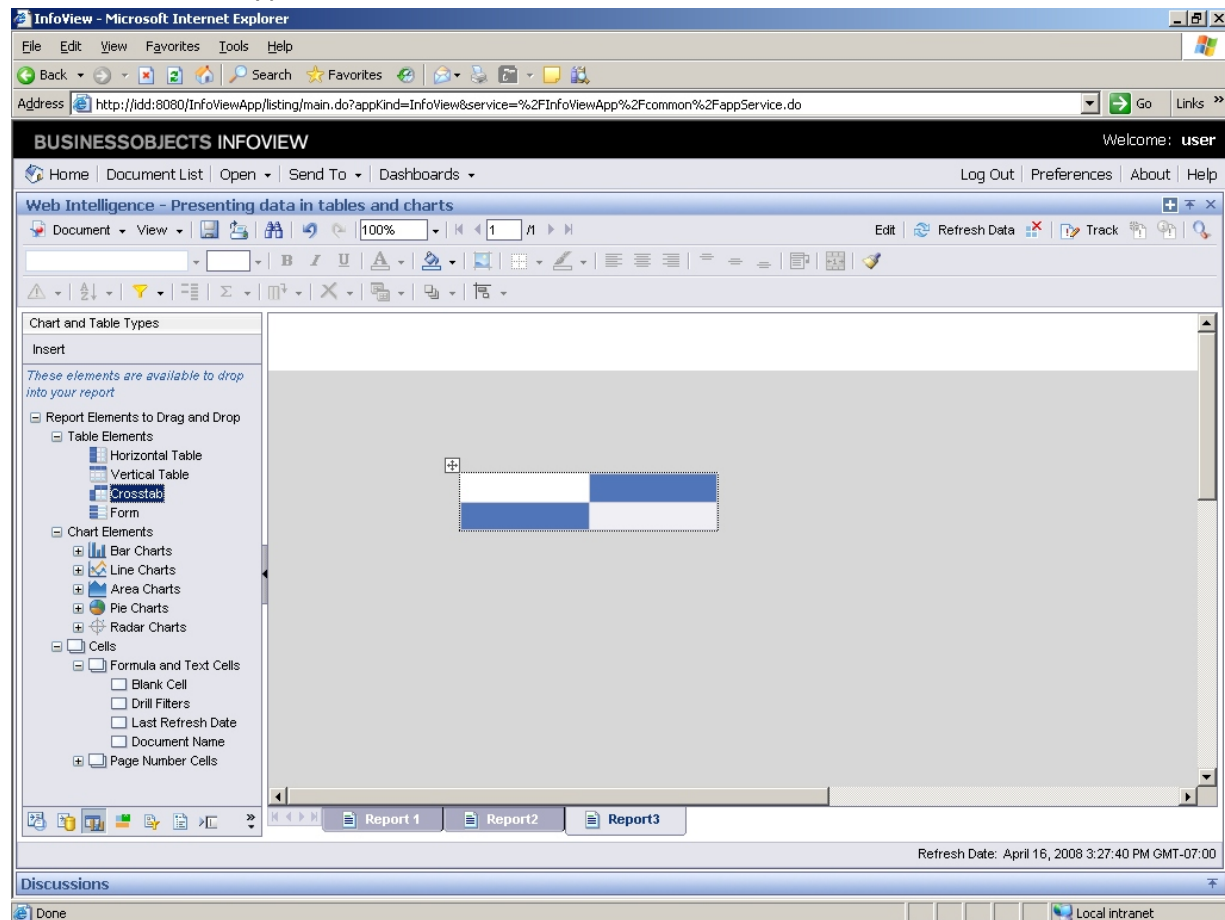 InfoView - Microsoft Internet Explorer
File Edit View Favorites Tools Help
Back Search Favorites
Address http://idd:8080/InfoViewApp/listing/main.do?appKind=InfoView&service=%2FInfoViewApp%2Fcommon%2FappService.do Go Links »
BUSINESSOBJECTS INFOVIEW Welcome: user
Home Document List Open Send To Dashboards Log Out Preferences About Help
Web Intelligence - Presenting data in tables and charts
Document View 100% 1 /1 Edit Refresh Data Track
B I U A
Chart and Table Types
Insert
These elements are available to drop
into your report
Report Elements to Drag and Drop
Table Elements
Horizontal Table
Vertical Table
Crosstab
Form
Chart Elements
Bar Charts
Line Charts
Area Charts
Pie Charts
Radar Charts
Cells
Formula and Text Cells
Blank Cell
Drill Filters
Last Refresh Date
Document Name
Page Number Cells
Report 1 Report2 Report3
Refresh Date: April 16, 2008 3:27:40 PM GMT-07:00
Discussions
Done Local intranet